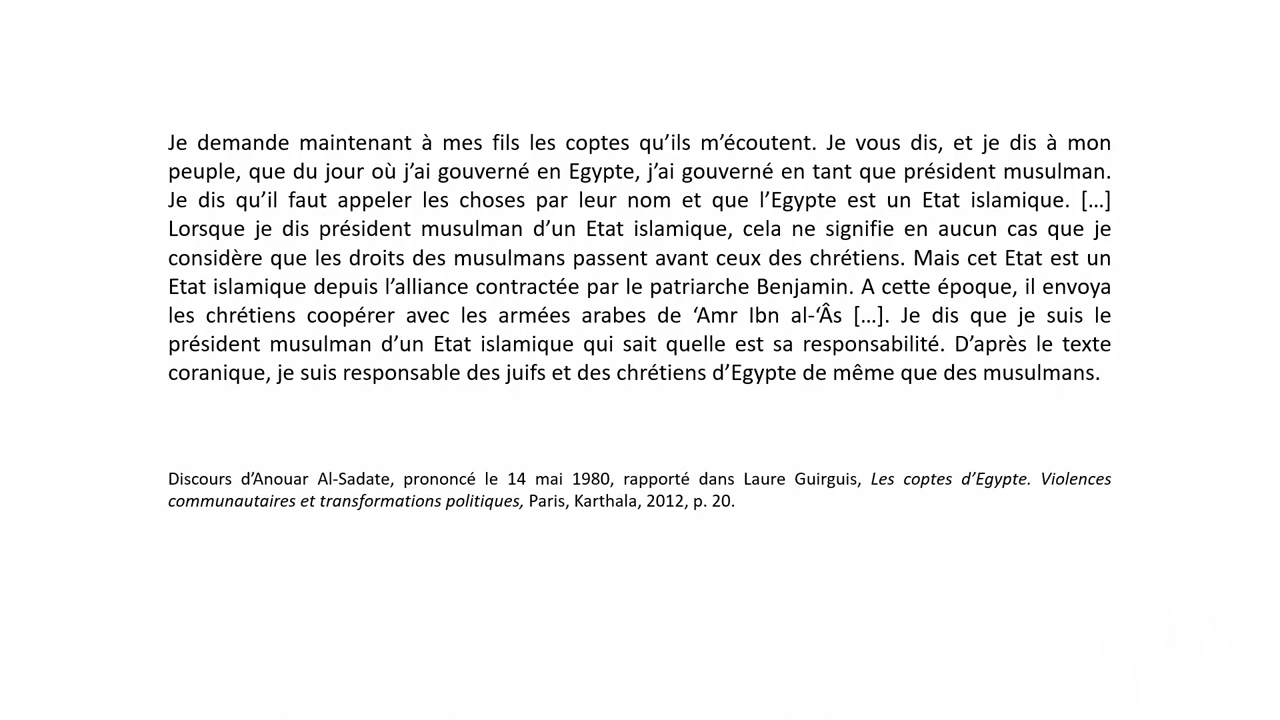 Je demande maintenant à mes fils les coptes qu’ils m’écoutent. Je vous dis, et je dis à mon
peuple, que du jour où j’ai gouverné en Egypte, j’ai gouverné en tant que président musulman.
Je dis qu’il faut appeler les choses par leur nom et que l’Egypte est un Etat islamique. […]
Lorsque je dis président musulman d’un Etat islamique, cela ne signifie en aucun cas que je
considère que les droits des musulmans passent avant ceux des chrétiens. Mais cet Etat est un
Etat islamique depuis l’alliance contractée par le patriarche Benjamin. A cette époque, il envoya
les chrétiens coopérer avec les armées arabes de ‘Amr Ibn al-‘Âs […]. Je dis que je suis le
président musulman d’un Etat islamique qui sait quelle est sa responsabilité. D’après le texte
coranique, je suis responsable des juifs et des chrétiens d’Egypte de même que des musulmans.
Discours d’Anouar Al-Sadate, prononcé le 14 mai 1980, rapporté dans Laure Guirguis, Les coptes d’Egypte. Violences
communautaires et transformations politiques, Paris, Karthala, 2012, p. 20.